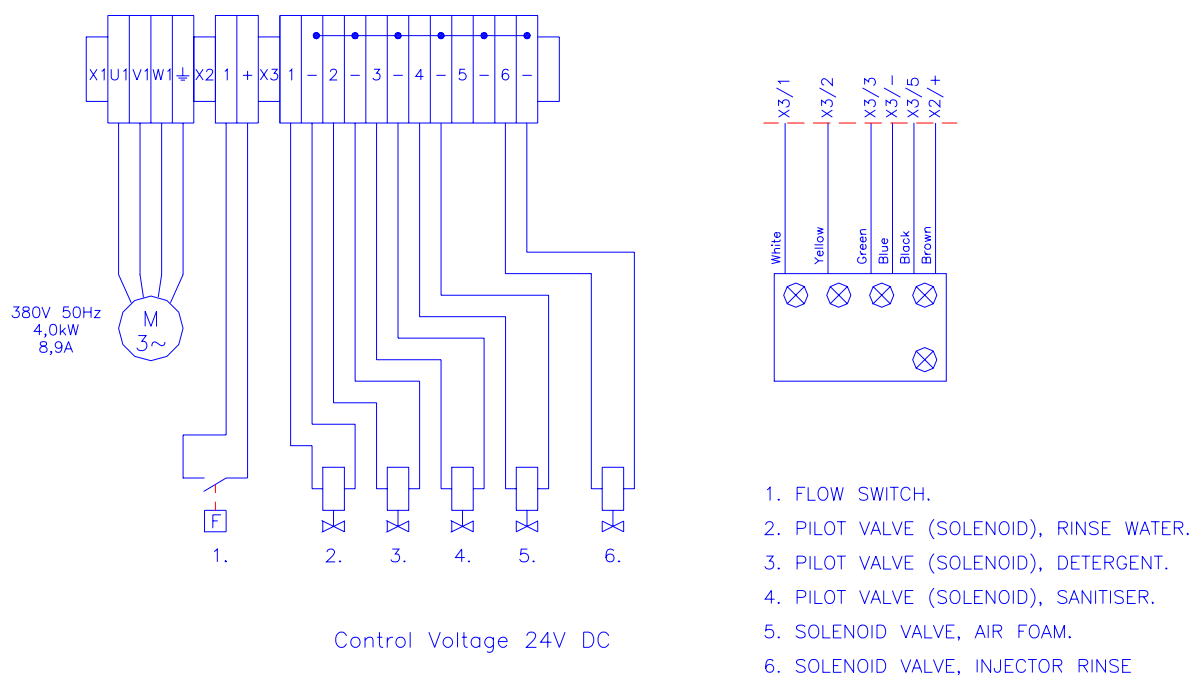 X1 U1 V1 W1 X2 1 + X3 1 - 2 - 3 - 4 - 5 - 6 -
X3/1
X3/2
X3/3
X3/-
X3/5
X2/+
White
Yellow
Green
Blue
Black
Brown
380V 50Hz
4,0kW
8,9A
M
3~
F
1. 2. 3. 4. 5. 6.
Control Voltage 24V DC
1. FLOW SWITCH.
2. PILOT VALVE (SOLENOID), RINSE WATER.
3. PILOT VALVE (SOLENOID), DETERGENT.
4. PILOT VALVE (SOLENOID), SANITISER.
5. SOLENOID VALVE, AIR FOAM.
6. SOLENOID VALVE, INJECTOR RINSE